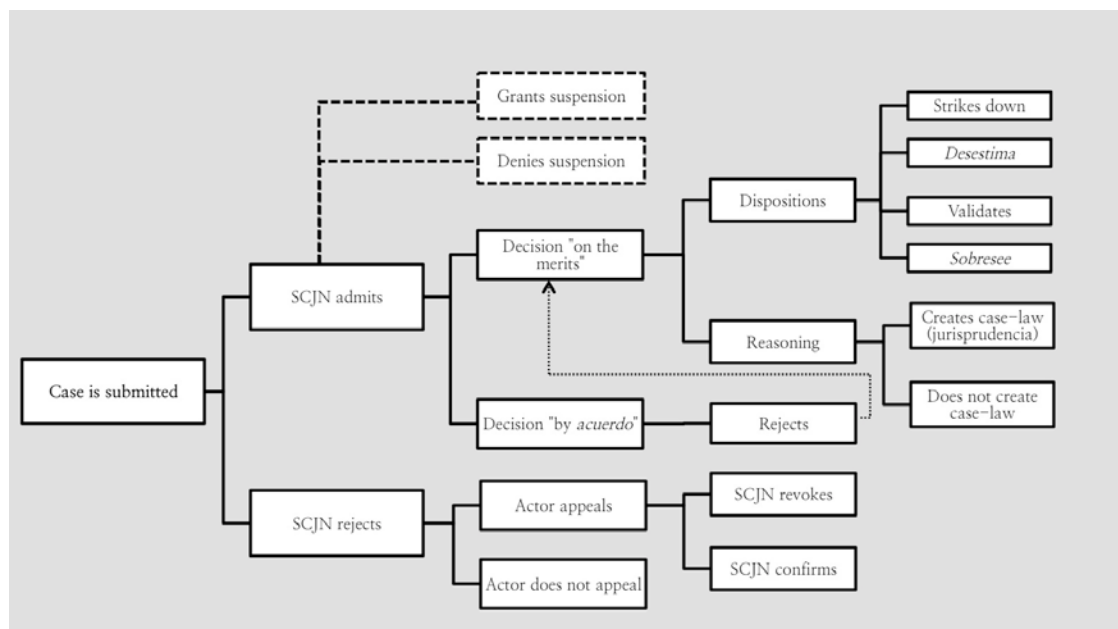 Grants suspension
Denies suspension
Strikes down
Desestima
Dispositions
Validates
Decision "on the
merits"
Sobresee
SCJN admits
Creates case-law
(jurisprudencia)
Reasoning
Case is submitted
Does not create
case-law
Decision "by acuerdo"
Rejects
SCJN rejects
Actor appeals
SCJN revokes
SCJN confirms
Actor does not appeal